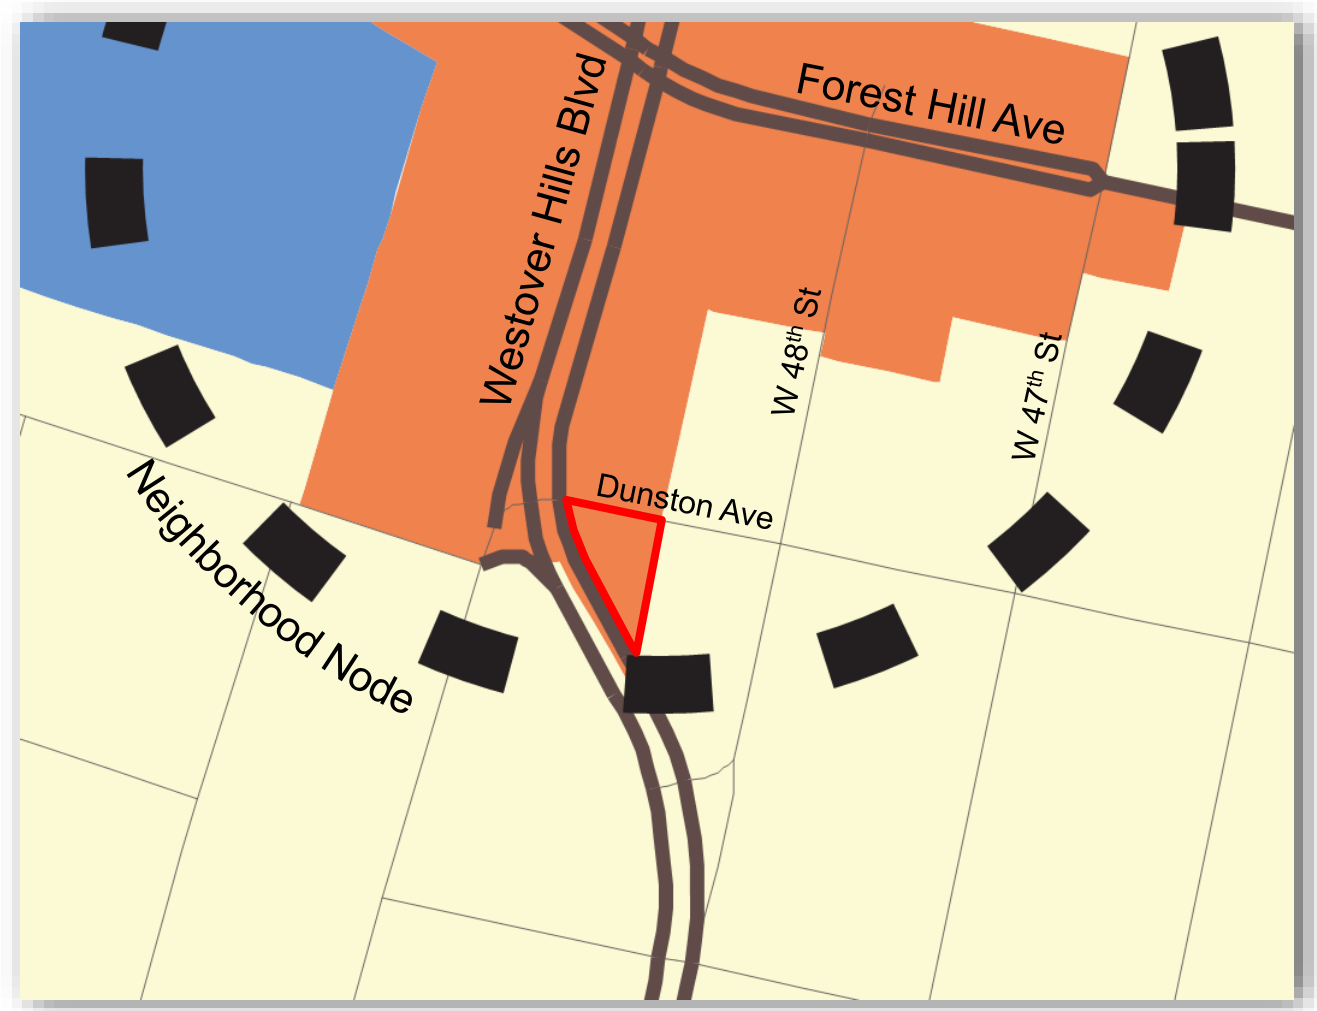 Forest Hill Ave
Westover Hills Blvd
W 48th St
W 47th St
Dunston Ave
Neighborhood Node